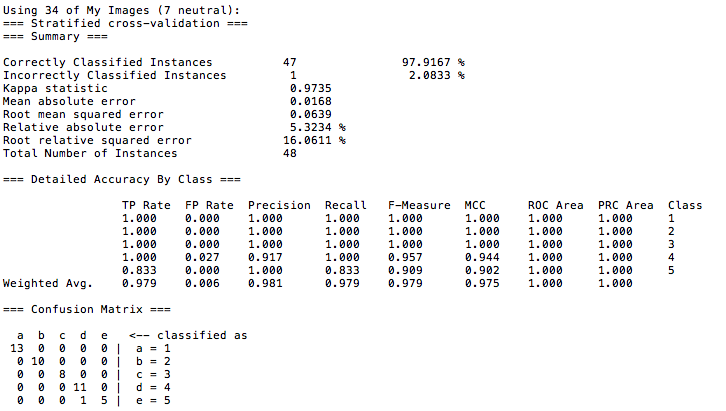 Using 34 of My Images (7 neutral):
=== Stratified cross-validation ===
=== Summary ===
Correctly Classified Instances 47 97.9167 %
Incorrectly Classified Instances 1 2.0833 %
Kappa statistic 0.9735
Mean absolute error 0.0168
Root mean squared error 0.0639
Relative absolute error 5.3234 %
Root relative squared error 16.0611 %
Total Number of Instances 48
=== Detailed Accuracy By Class ===
TP Rate FP Rate Precision Recall F-Measure MCC ROC Area PRC Area Class
1.000 0.000 1.000 1.000 1.000 1.000 1.000 1.000 1
1.000 0.000 1.000 1.000 1.000 1.000 1.000 1.000 2
1.000 0.000 1.000 1.000 1.000 1.000 1.000 1.000 3
1.000 0.027 0.917 1.000 0.957 0.944 1.000 1.000 4
0.833 0.000 1.000 0.833 0.909 0.902 1.000 1.000 5
Weighted Avg. 0.979 0.006 0.981 0.979 0.979 0.975 1.000 1.000
=== Confusion Matrix ===
a b c d e <-- classified as
13 0 0 0 0 | a = 1
0 10 0 0 0 | b = 2
0 0 8 0 0 | c = 3
0 0 0 11 0 | d = 4
0 0 0 1 5 | e = 5